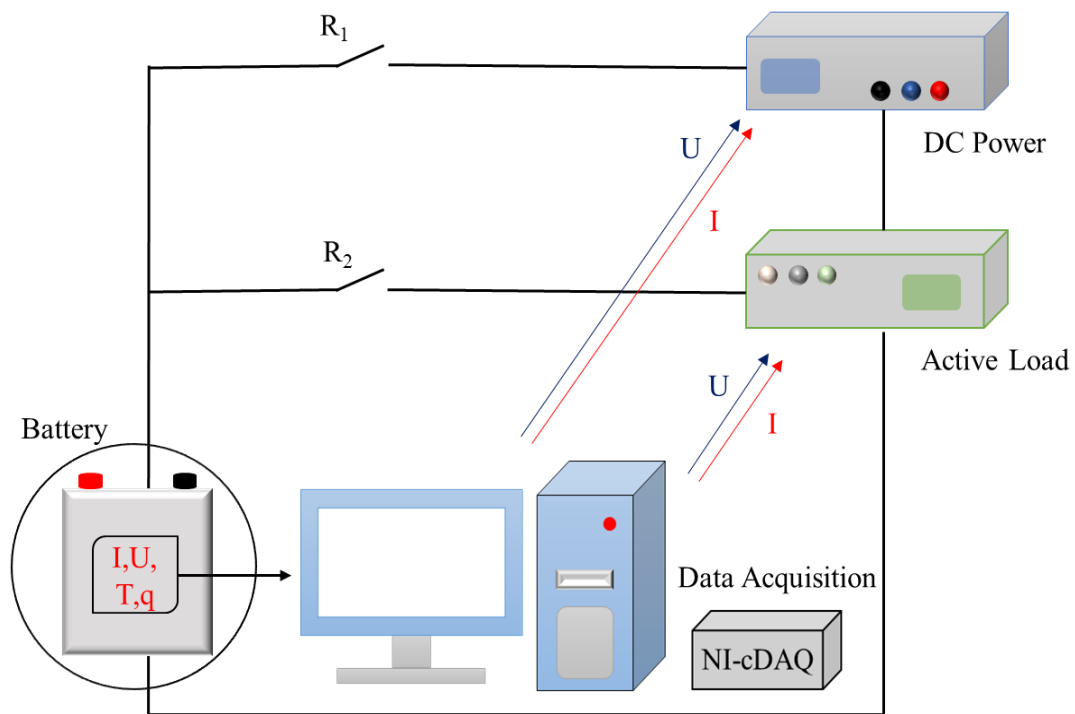 R₁
DC Power
U
I
R₂
Active Load
U
I
Battery
I,U,
T,q
Data Acquisition
NI-cDAQ